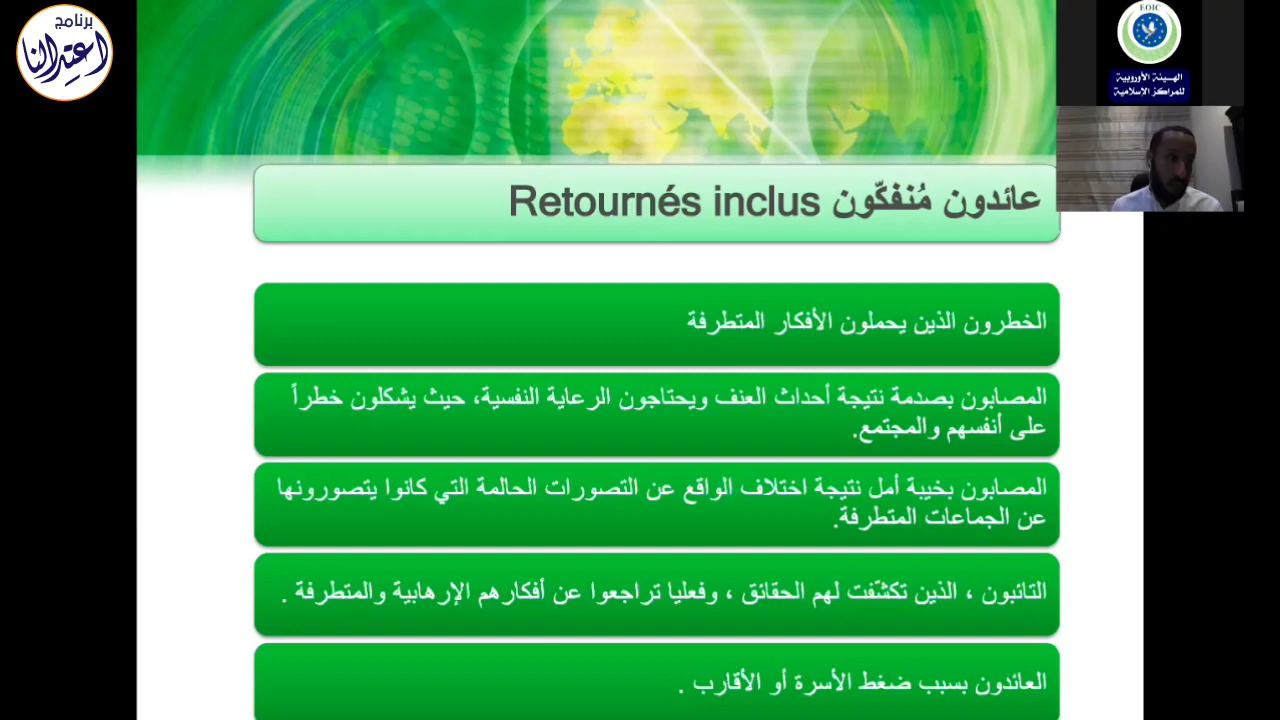 برنامج
اعتدالنا
EOIC
الهيئة الأوروبية
للمراكز الإسلامية
عائدون مُنفكّون Retournés inclus
الخطرون الذين يحملون الأفكار المتطرفة
المصابون بصدمة نتيجة أحداث العنف ويحتاجون الرعاية النفسية، حيث يشكلون خطراً
على أنفسهم والمجتمع.
المصابون بخيبة أمل نتيجة اختلاف الواقع عن التصورات الحالمة التي كانوا يتصورونها
عن الجماعات المتطرفة.
التائبون ، الذين تكشّفت لهم الحقائق ، وفعليا تراجعوا عن أفكارهم الإرهابية والمتطرفة .
العائدون بسبب ضغط الأسرة أو الأقارب .